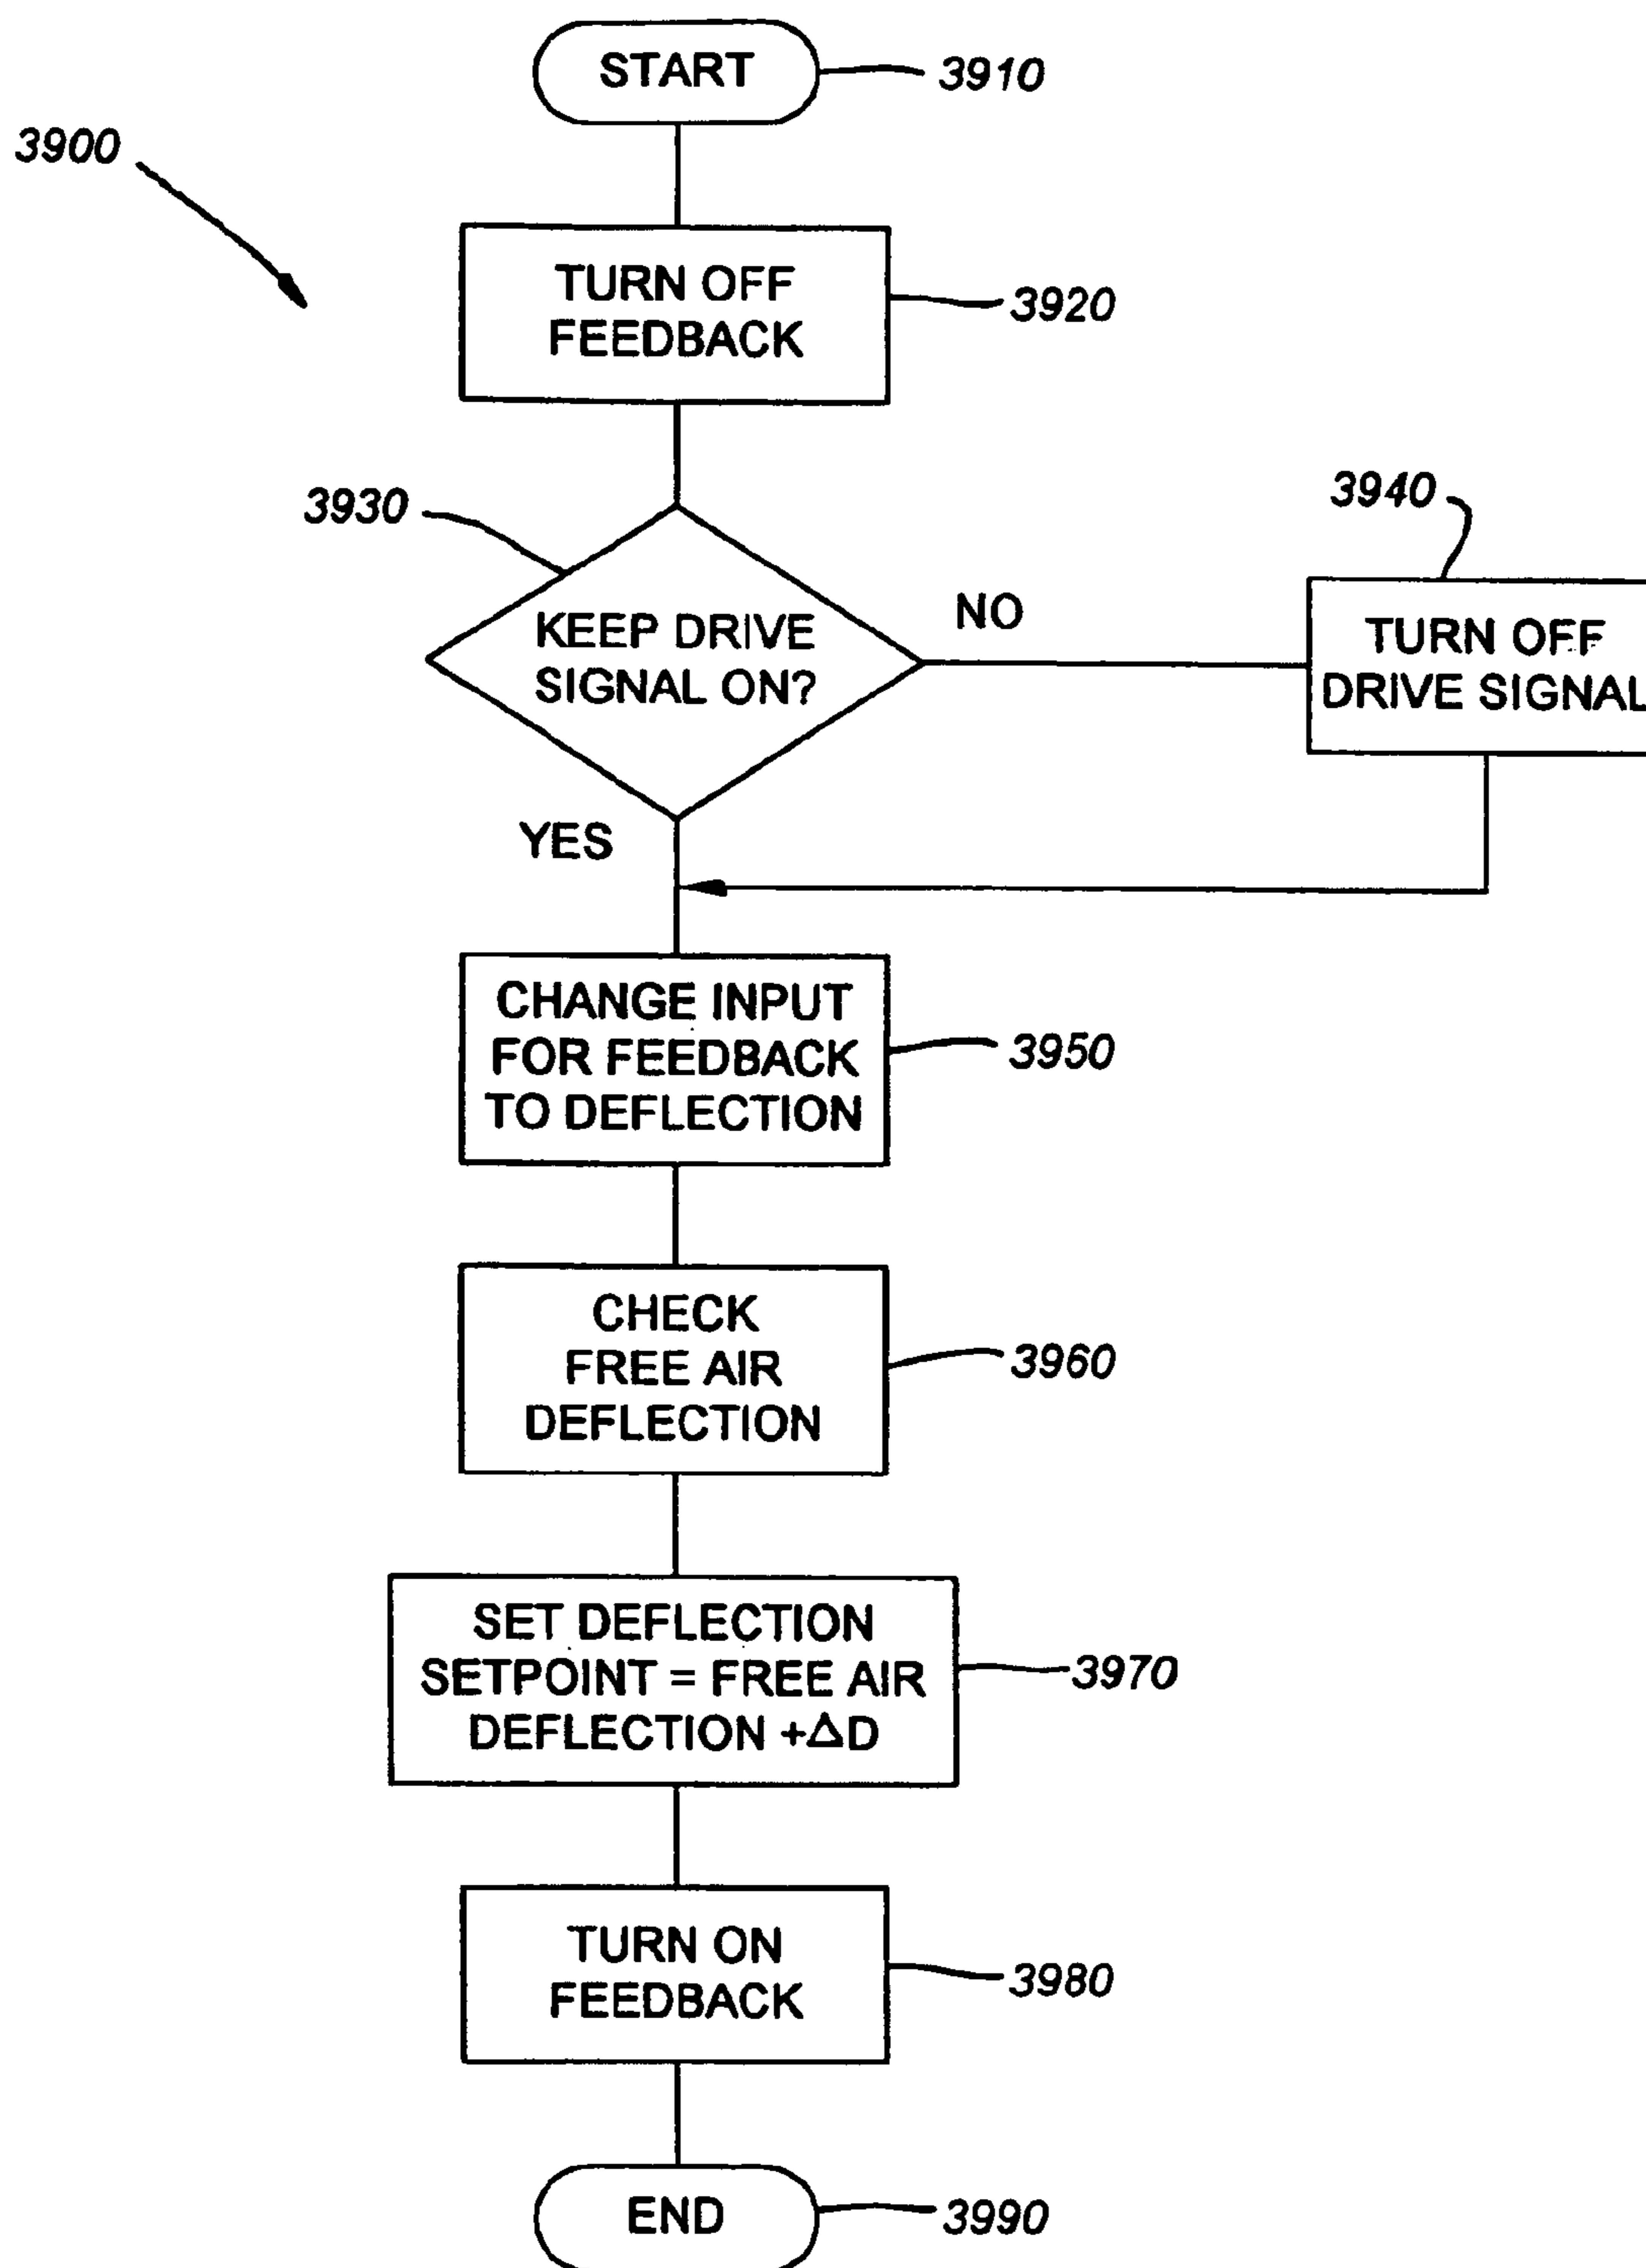 START
3910
3900
TURN OFF
FEEDBACK
3920
3930
KEEP DRIVE
SIGNAL ON?
NO
3940
TURN OFF
DRIVE SIGNAL
YES
CHANGE INPUT
FOR FEEDBACK
TO DEFLECTION
3950
CHECK
FREE AIR
DEFLECTION
3960
SET DEFLECTION
SETPOINT = FREE AIR
DEFLECTION +ΔD
3970
TURN ON
FEEDBACK
3980
END
3990